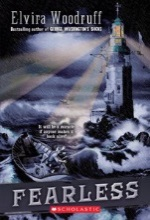 Elvira Woodruff
Bestselling author of GEORGE WASHINGTON'S SOCKS
FEARLESS
SCHOLASTIC